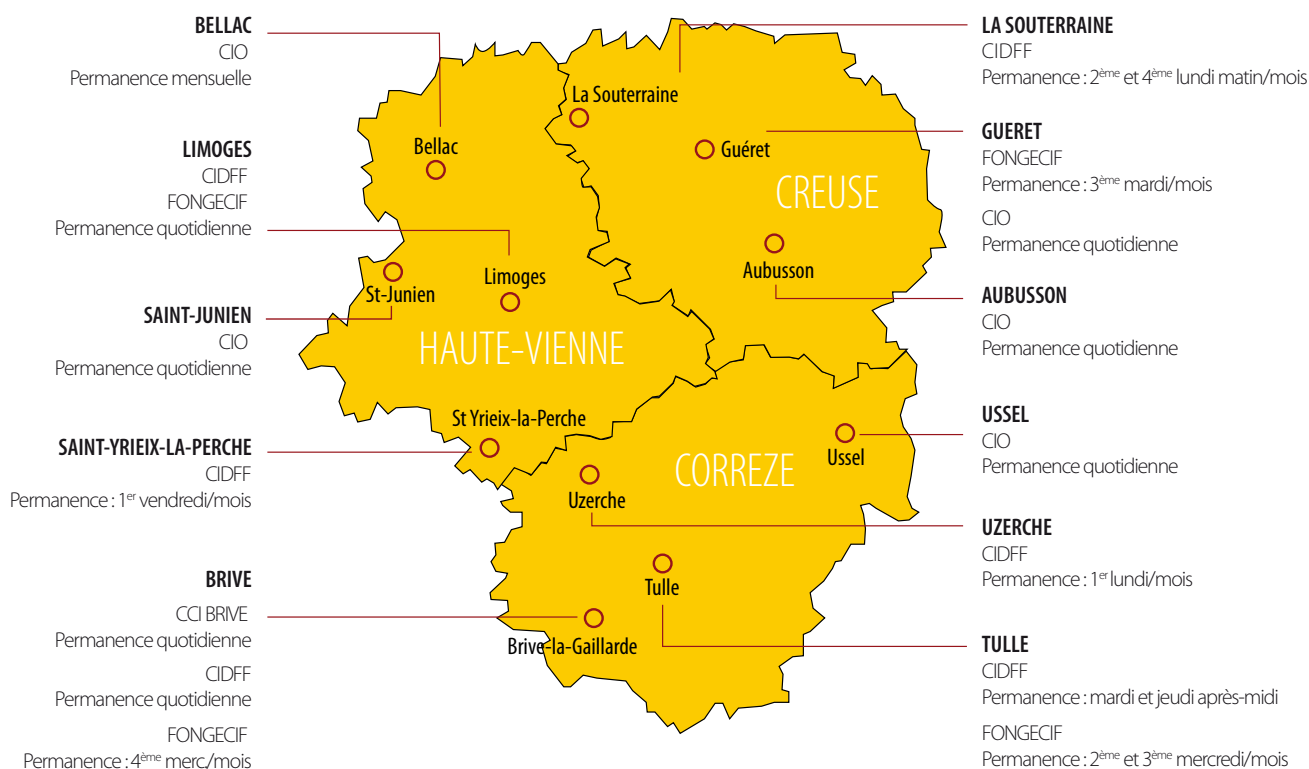 BELLAC
CIO
Permanence mensuelle
LIMOGES
CIDFF
FONGECIF
Permanence quotidienne
SAINT-JUNIEN
CIO
Permanence quotidienne
SAINT-YRIEIX-LA-PERCHE
CIDFF
Permanence : 1er vendredi/mois
BRIVE
CCI BRIVE
Permanence quotidienne
CIDFF
Permanence quotidienne
FONGECIF
Permanence : 4ème merc./mois
La Souterraine
Bellac
Guéret
CREUSE
Aubusson
St-Junien
Limoges
HAUTE-VIENNE
St Yrieix-la-Perche
CORREZE
Ussel
Uzerche
Tulle
Brive-la-Gaillarde
LA SOUTERRAINE
CIDFF
Permanence : 2ème et 4ème lundi matin/mois
GUERET
FONGECIF
Permanence : 3ème mardi/mois
CIO
Permanence quotidienne
AUBUSSON
CIO
Permanence quotidienne
USSEL
CIO
Permanence quotidienne
UZERCHE
CIDFF
Permanence : 1er lundi/mois
TULLE
CIDFF
Permanence : mardi et jeudi après-midi
FONGECIF
Permanence : 2ème et 3ème mercredi/mois